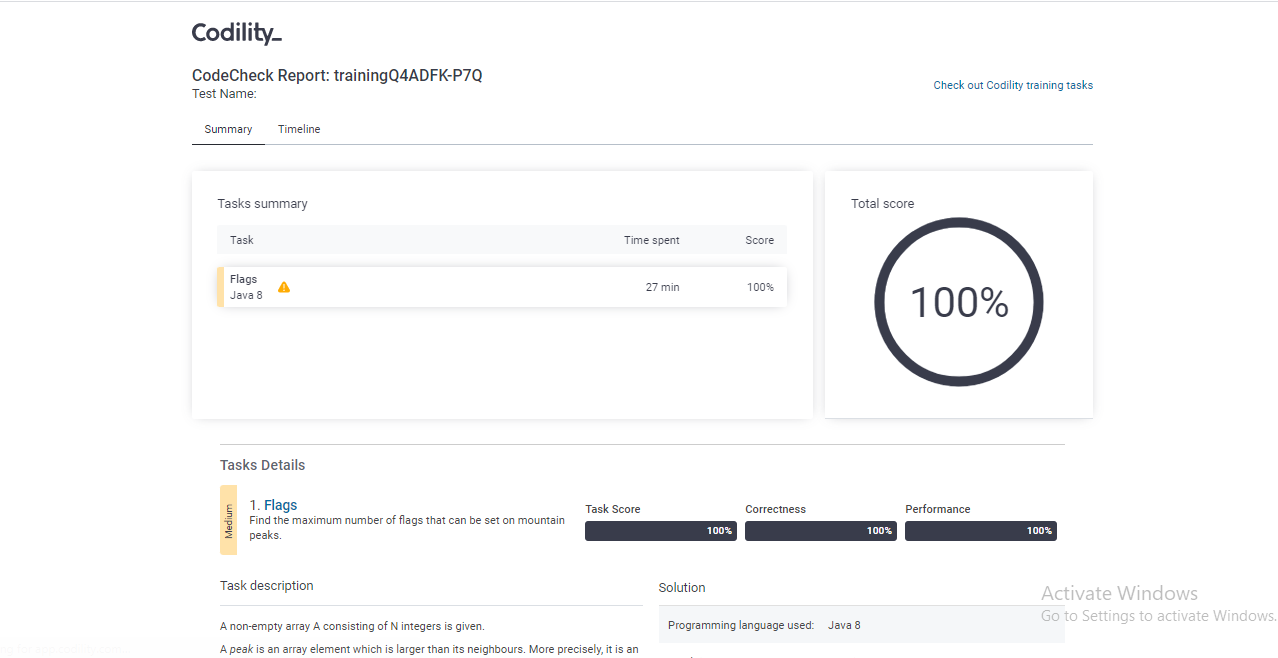 Codility_
CodeCheck Report: trainingQ4ADFK-P7Q
Test Name:
Check out Codility training tasks
Summary Timeline
Tasks summary
Task Time spent Score
Flags
Java 8
27 min 100%
Total score
100%
Tasks Details
Medium
1. Flags
Find the maximum number of flags that can be set on mountain
peaks.
Task Score Correctness Performance
100% 100% 100%
Task description
A non-empty array A consisting of N integers is given.
A peak is an array element which is larger than its neighbours. More precisely, it is an
Solution
Programming language used: Java 8
Activate Windows
Go to Settings to activate Windows.